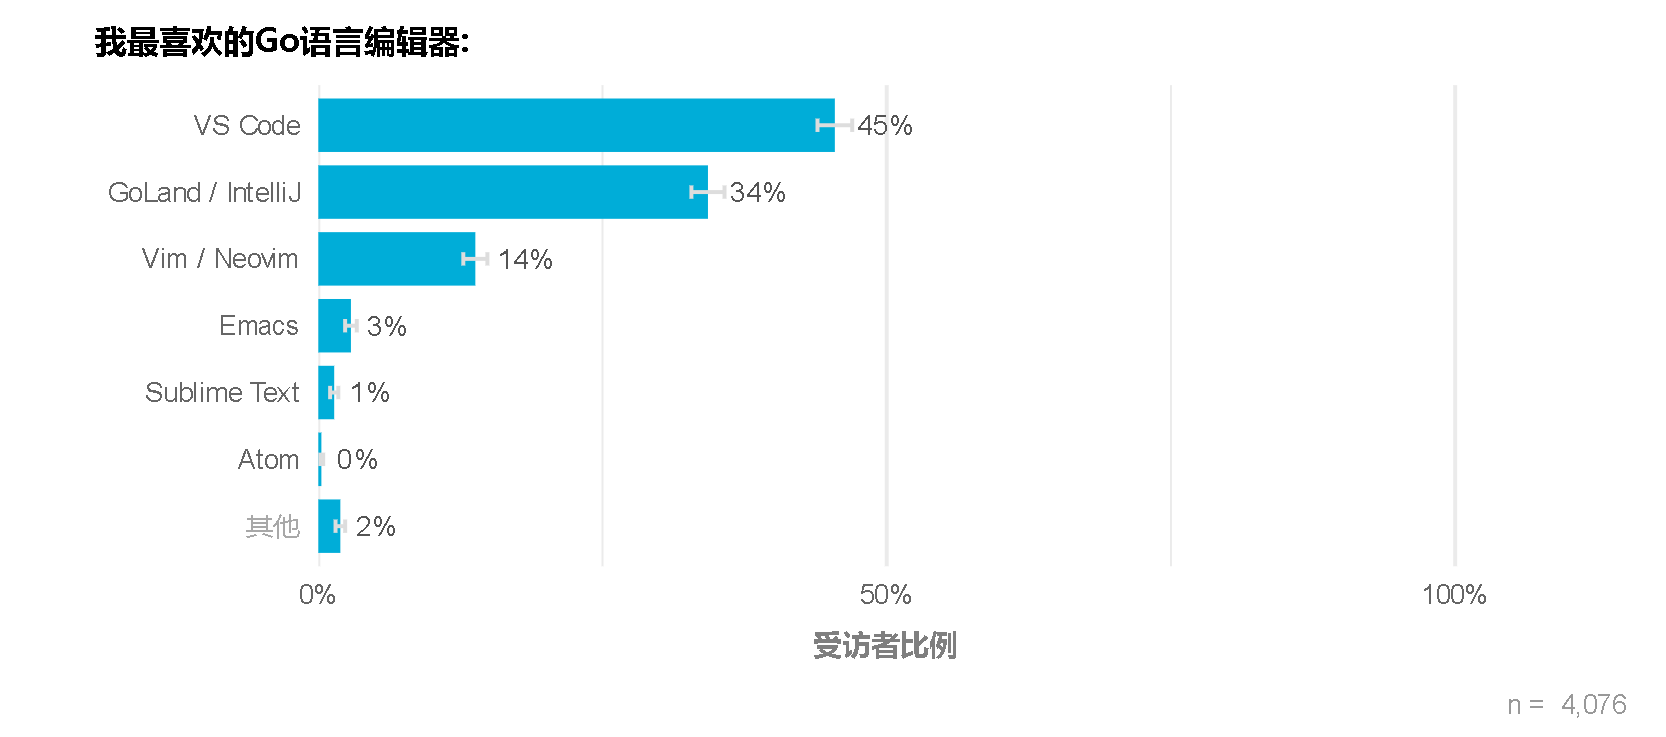 我最喜欢的Go语言编辑器:
VS Code 45%
GoLand / IntelliJ 34%
Vim / Neovim 14%
Emacs 3%
Sublime Text 1%
Atom 0%
其他 2%
0% 50% 100%
受访者比例
n = 4,076